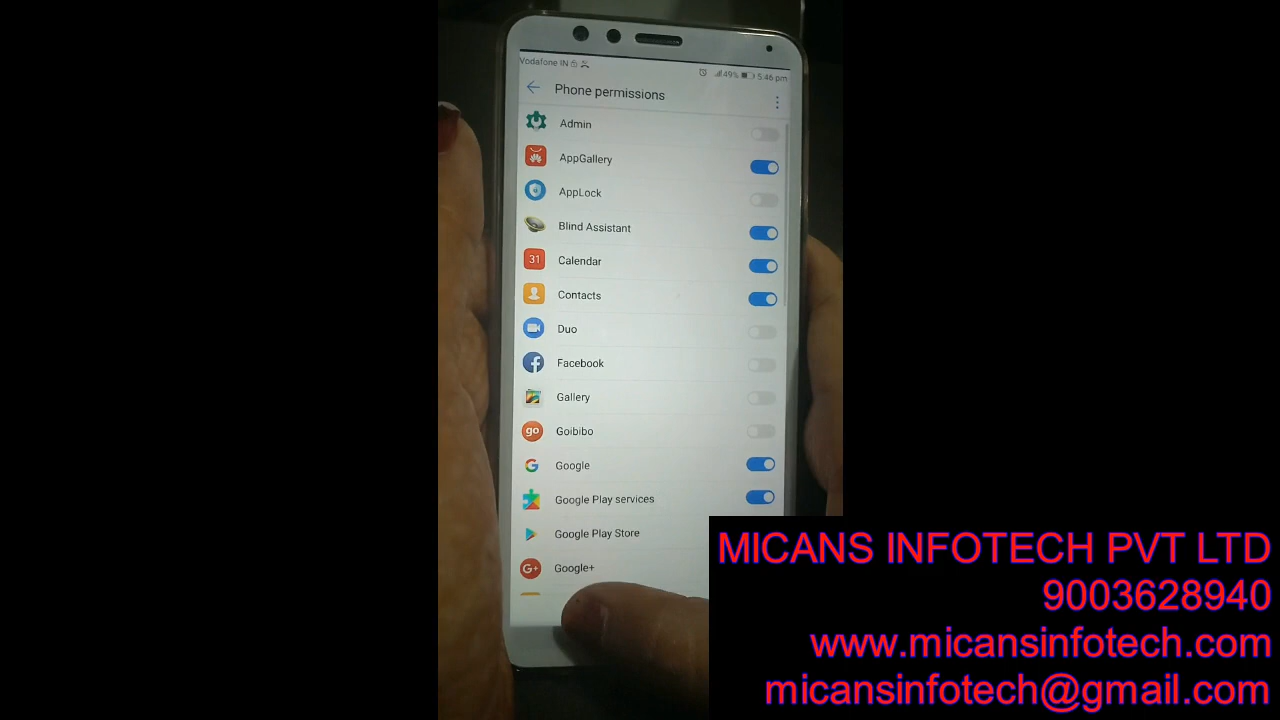 Vodafone IN
49% 5:46 pm
Phone permissions
Admin
AppGallery
AppLock
Blind Assistant
31 Calendar
Contacts
Duo
Facebook
Gallery
go Goibibo
Google
Google Play services
Google Play Store
G+ Google+
MICANS INFOTECH PVT LTD
9003628940
www.micansinfotech.com
micansinfotech@gmail.com